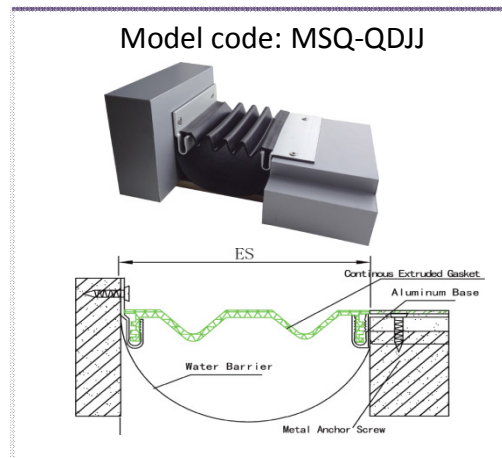 Model code: MSQ-QDJJ
ES
Continous Extruded Gasket
Aluminum Base
Water Barrier
Metal Anchor Screw